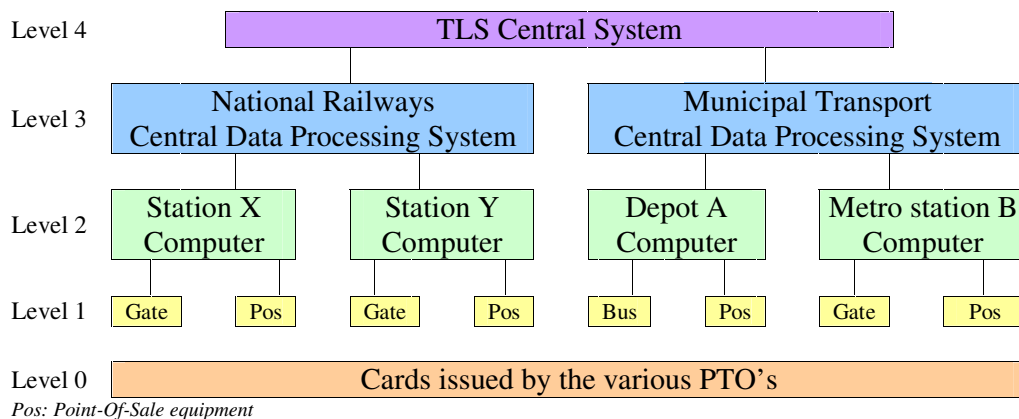 Level 4
TLS Central System
Level 3
National Railways
Central Data Processing System
Municipal Transport
Central Data Processing System
Level 2
Station X
Computer
Station Y
Computer
Depot A
Computer
Metro station B
Computer
Level 1
Gate
Pos
Gate
Pos
Bus
Pos
Gate
Pos
Level 0
Cards issued by the various PTO's
Pos: Point-Of-Sale equipment